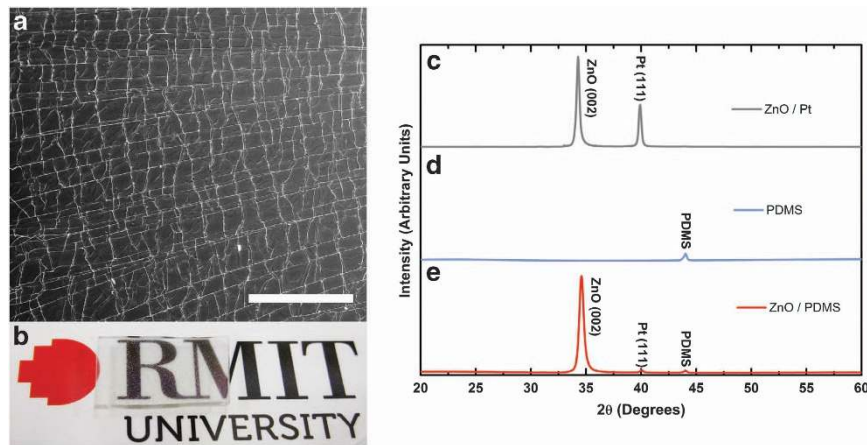 a
b
RMIT
UNIVERSITY
c
ZnO (002)
Pt (111)
ZnO / Pt
d
PDMS
PDMS
e
ZnO (002)
Pt (111)
PDMS
ZnO / PDMS
Intensity (Arbitrary Units)
20 25 30 35 40 45 50 55 60
2θ (Degrees)